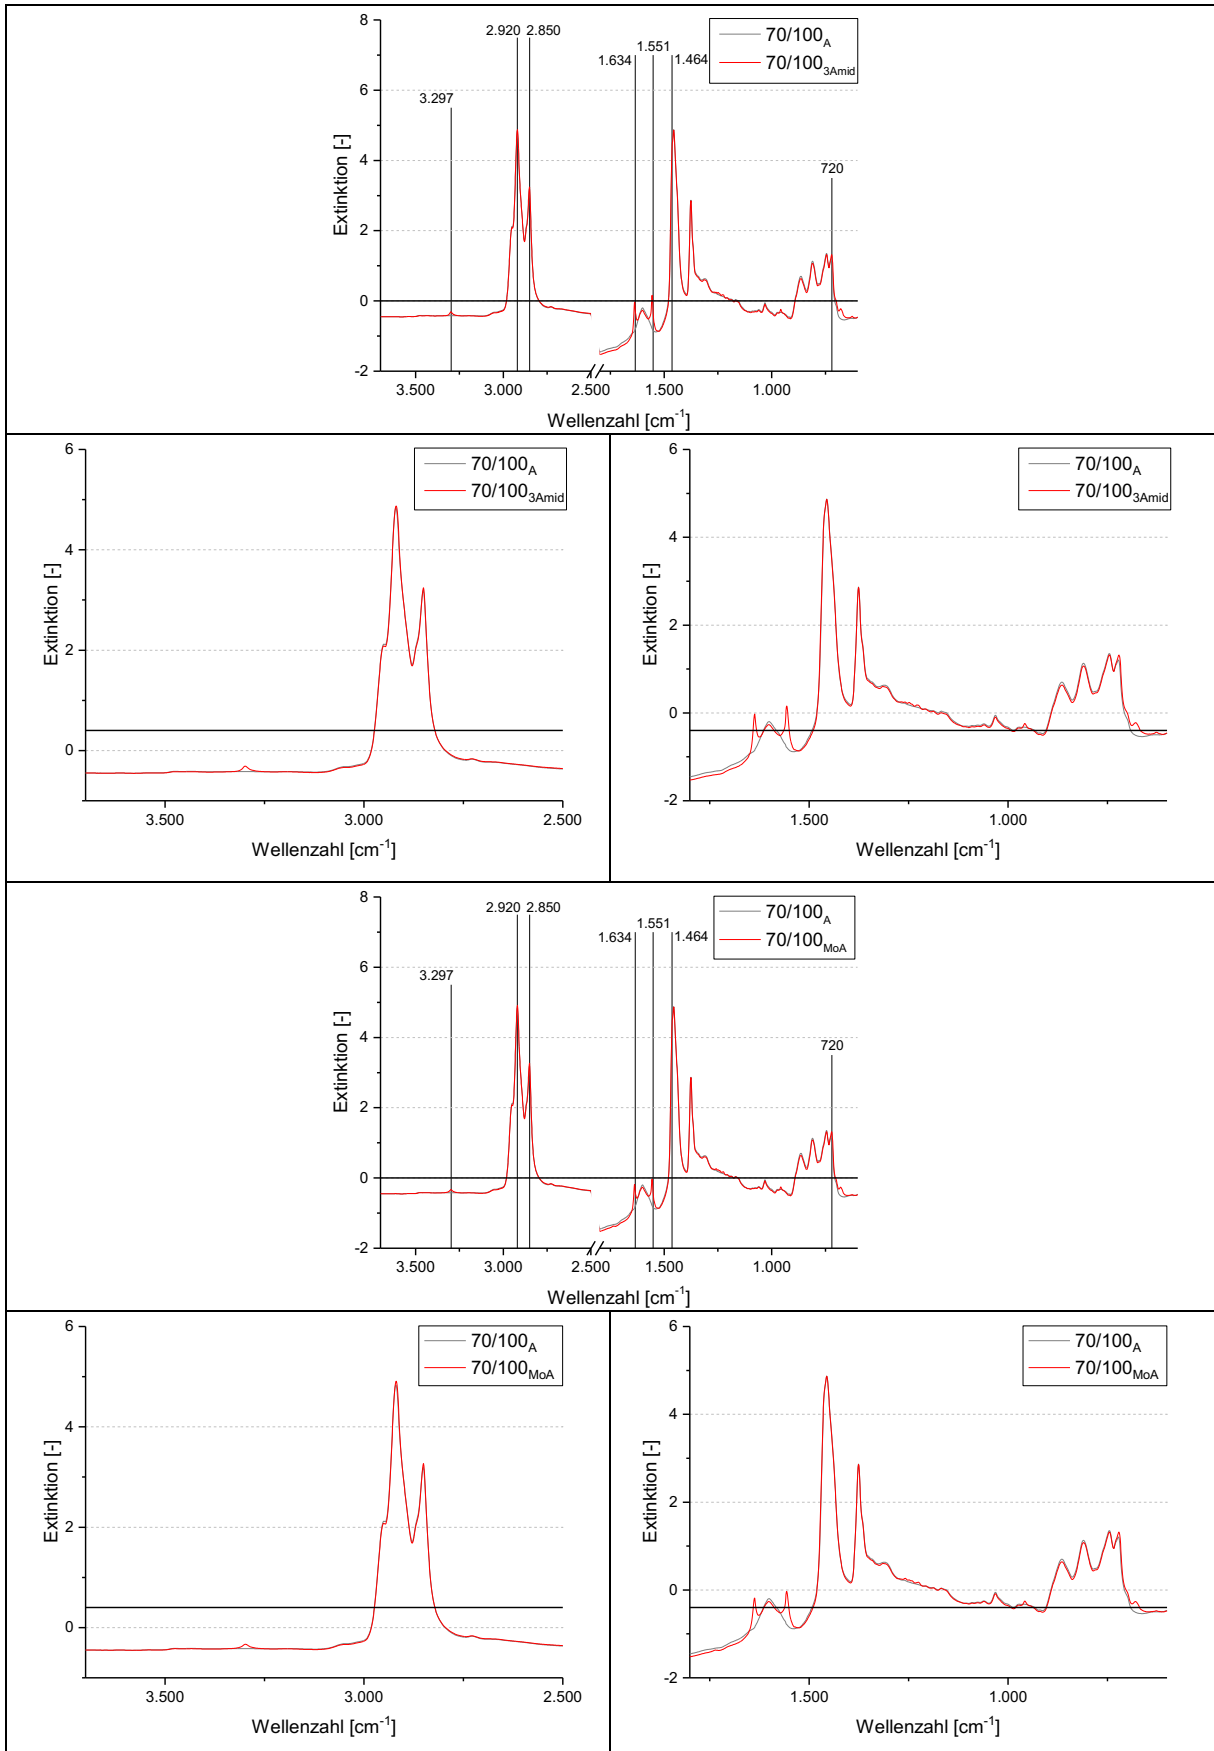 8
6
4
2
0
-2
Extinktion [-]
2.920 2.850
1.551
1.634 1.464
3.297
720
70/100A
70/1003Amid
3.500 3.000 2.500 1.500 1.000
Wellenzahl [cm-1]
6
4
2
0
Extinktion [-]
70/100A
70/1003Amid
3.500 3.000 2.500
Wellenzahl [cm-1]
6
4
2
0
-2
Extinktion [-]
70/100A
70/1003Amid
1.500 1.000
Wellenzahl [cm-1]
8
6
4
2
0
-2
Extinktion [-]
2.920 2.850
1.551
1.634 1.464
3.297
720
70/100A
70/100MoA
3.500 3.000 2.500 1.500 1.000
Wellenzahl [cm-1]
6
4
2
0
Extinktion [-]
70/100A
70/100MoA
3.500 3.000 2.500
Wellenzahl [cm-1]
6
4
2
0
-2
Extinktion [-]
70/100A
70/100MoA
1.500 1.000
Wellenzahl [cm-1]